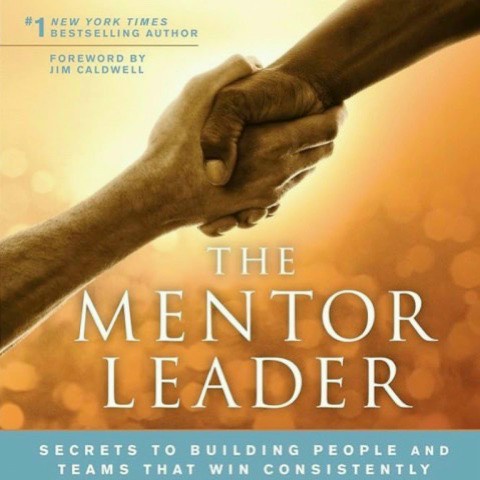 #1 NEW YORK TIMES
BESTSELLING AUTHOR
FOREWORD BY
JIM CALDWELL
THE
MENTOR
LEADER
SECRETS TO BUILDING PEOPLE AND
TEAMS THAT WIN CONSISTENTLY